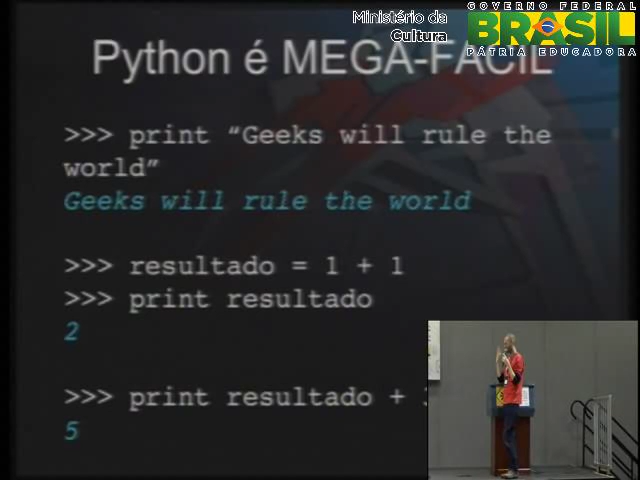 Ministério da
Cultura
GOVERNO FEDERAL
BRASIL
PÁTRIA EDUCADORA
Python é MEGA-FÁCIL
>>> print “Geeks will rule the
world”
Geeks will rule the world
>>> resultado = 1 + 1
>>> print resultado
2
>>> print resultado +
5